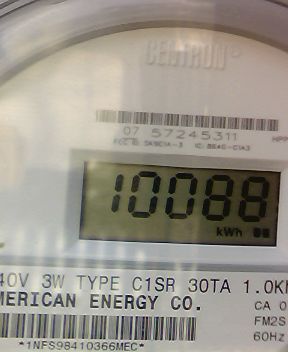 CENTRON
07 57245311
10088
kWh
40V 3W TYPE C1SR 30TA 1.0K
MERICAN ENERGY CO.
CA 0
FM2S
60Hz
*1NFS98410366MEC*